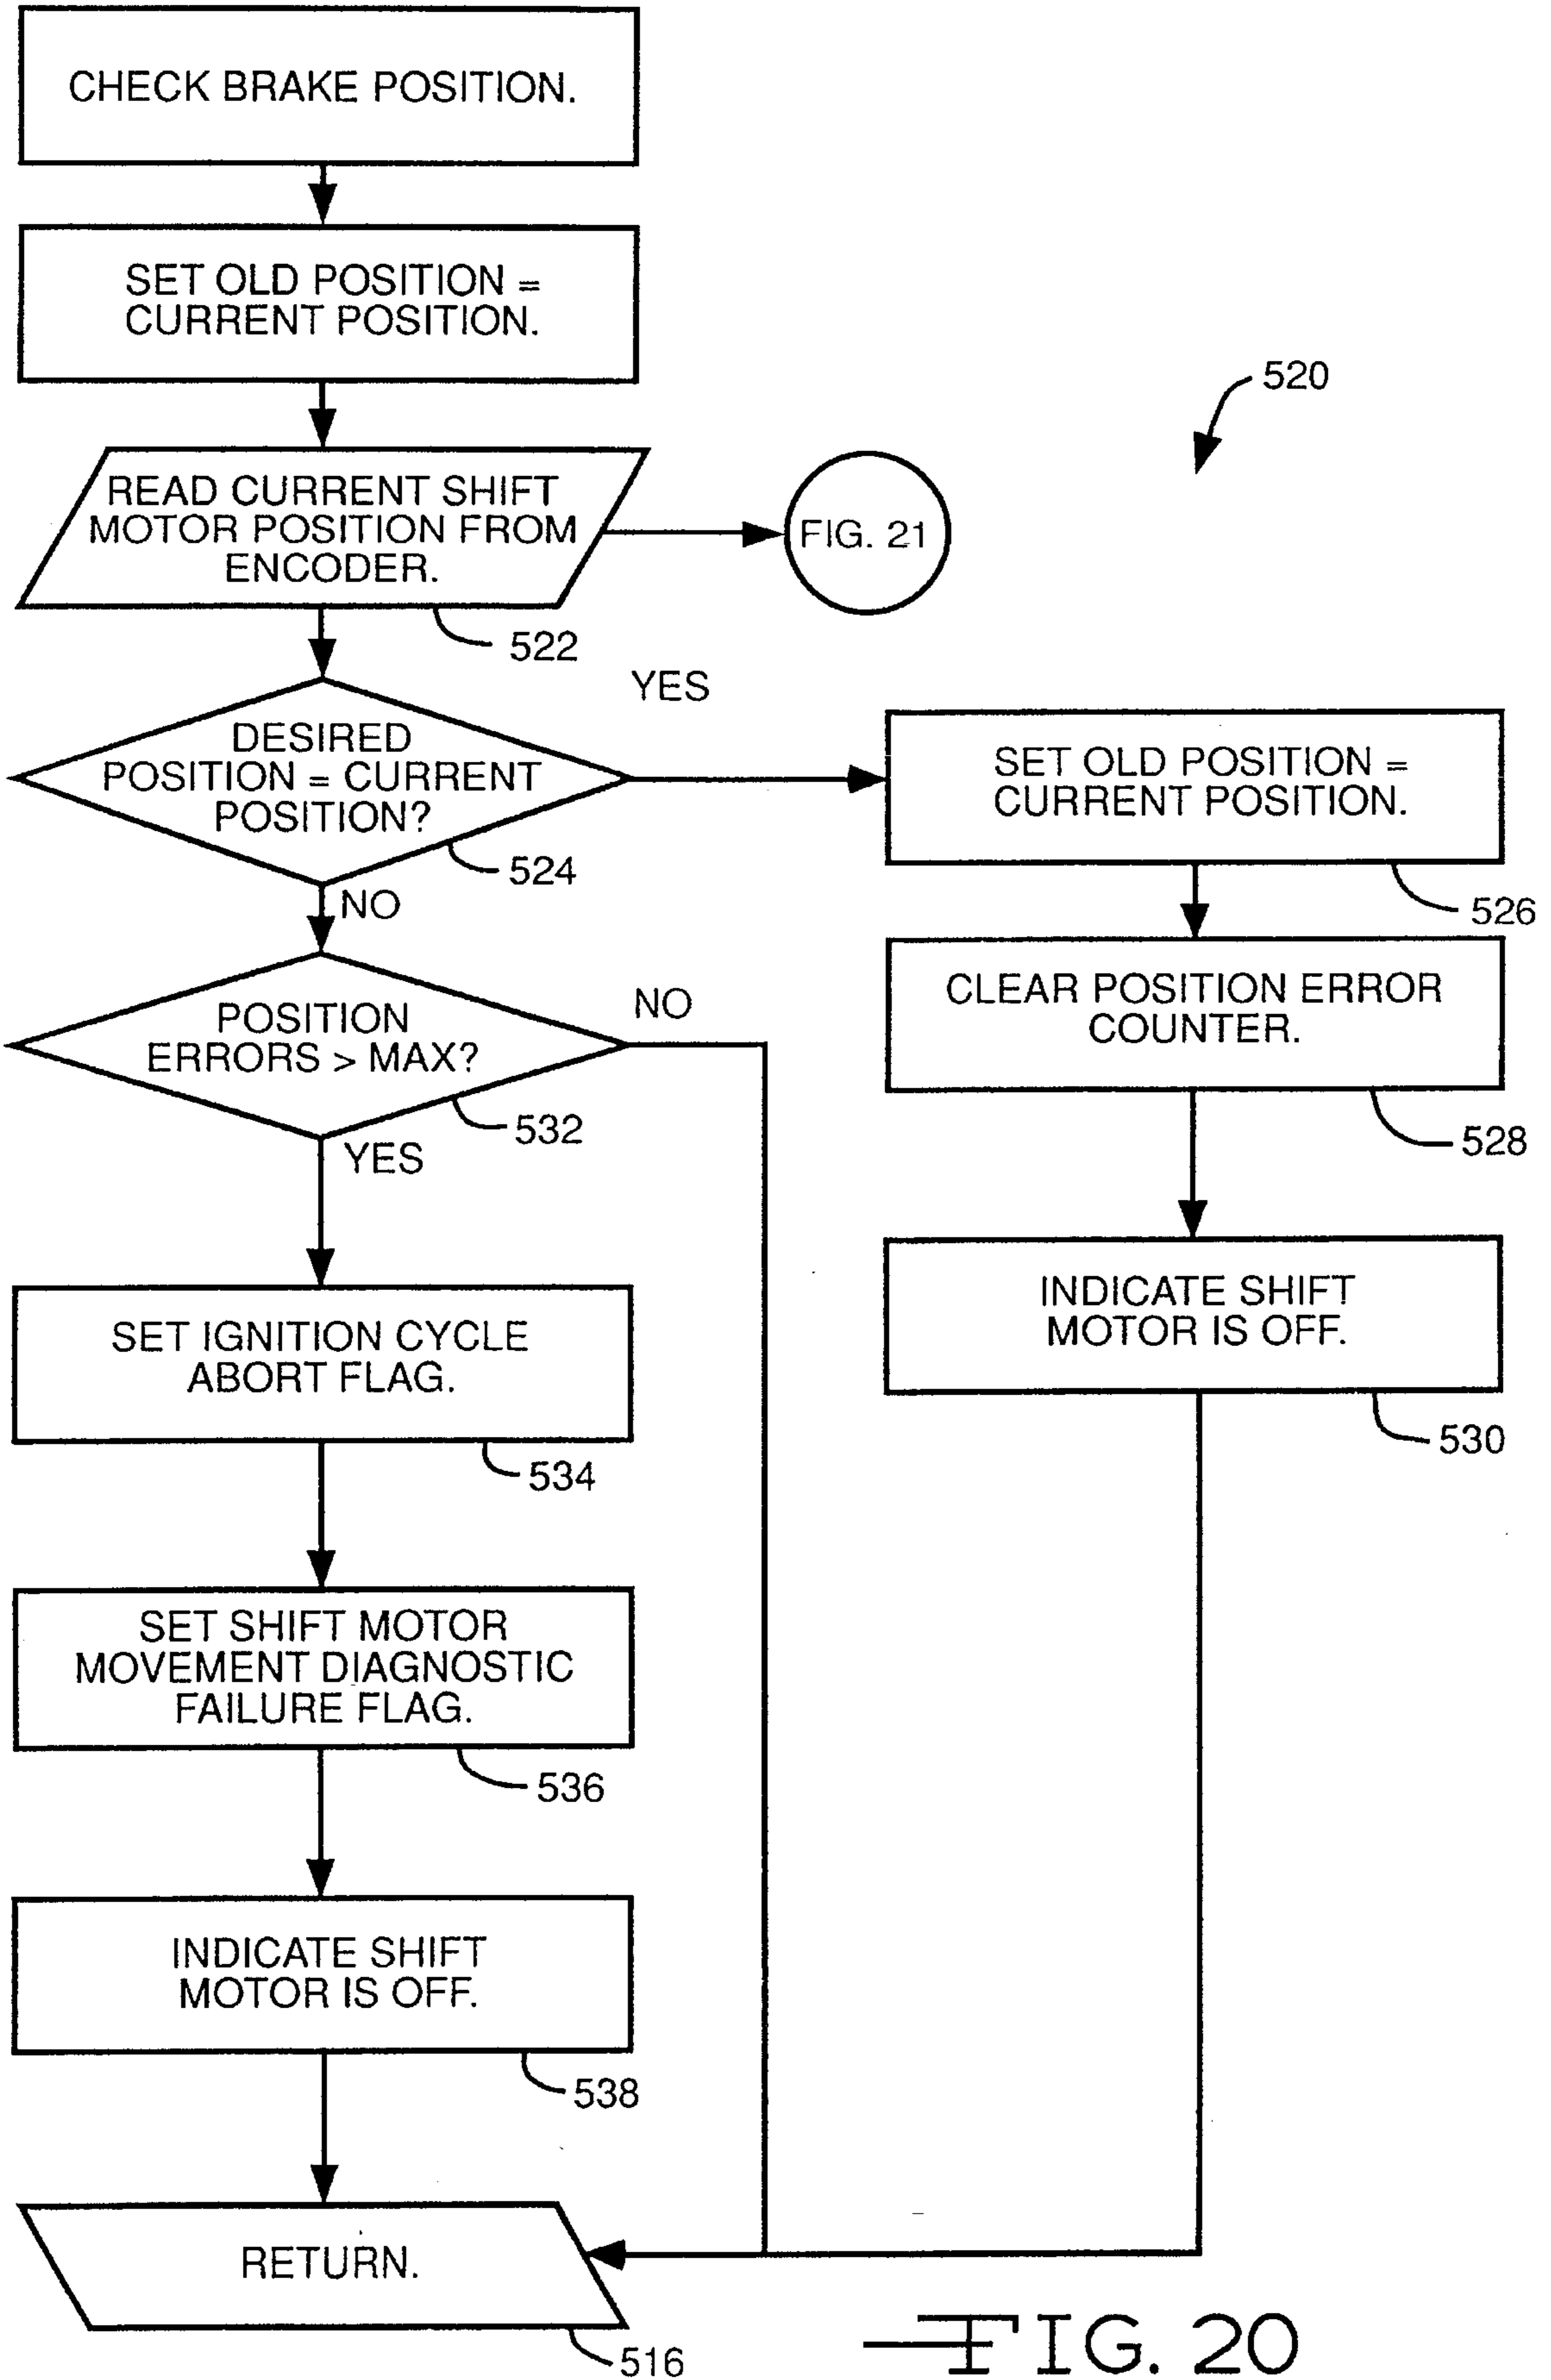 CHECK BRAKE POSITION.
SET OLD POSITION =
CURRENT POSITION.
520
READ CURRENT SHIFT
MOTOR POSITION FROM
ENCODER.
FIG. 21
522
DESIRED
POSITION = CURRENT
POSITION?
YES
524
NO
SET OLD POSITION =
CURRENT POSITION.
526
CLEAR POSITION ERROR
COUNTER.
528
POSITION
ERRORS > MAX?
NO
532
YES
INDICATE SHIFT
MOTOR IS OFF.
530
SET IGNITION CYCLE
ABORT FLAG.
534
SET SHIFT MOTOR
MOVEMENT DIAGNOSTIC
FAILURE FLAG.
536
INDICATE SHIFT
MOTOR IS OFF.
538
RETURN.
516
FIG. 20